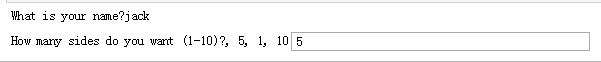 What is your name?jack
How many sides do you want (1-10)?, 5, 1, 10 5